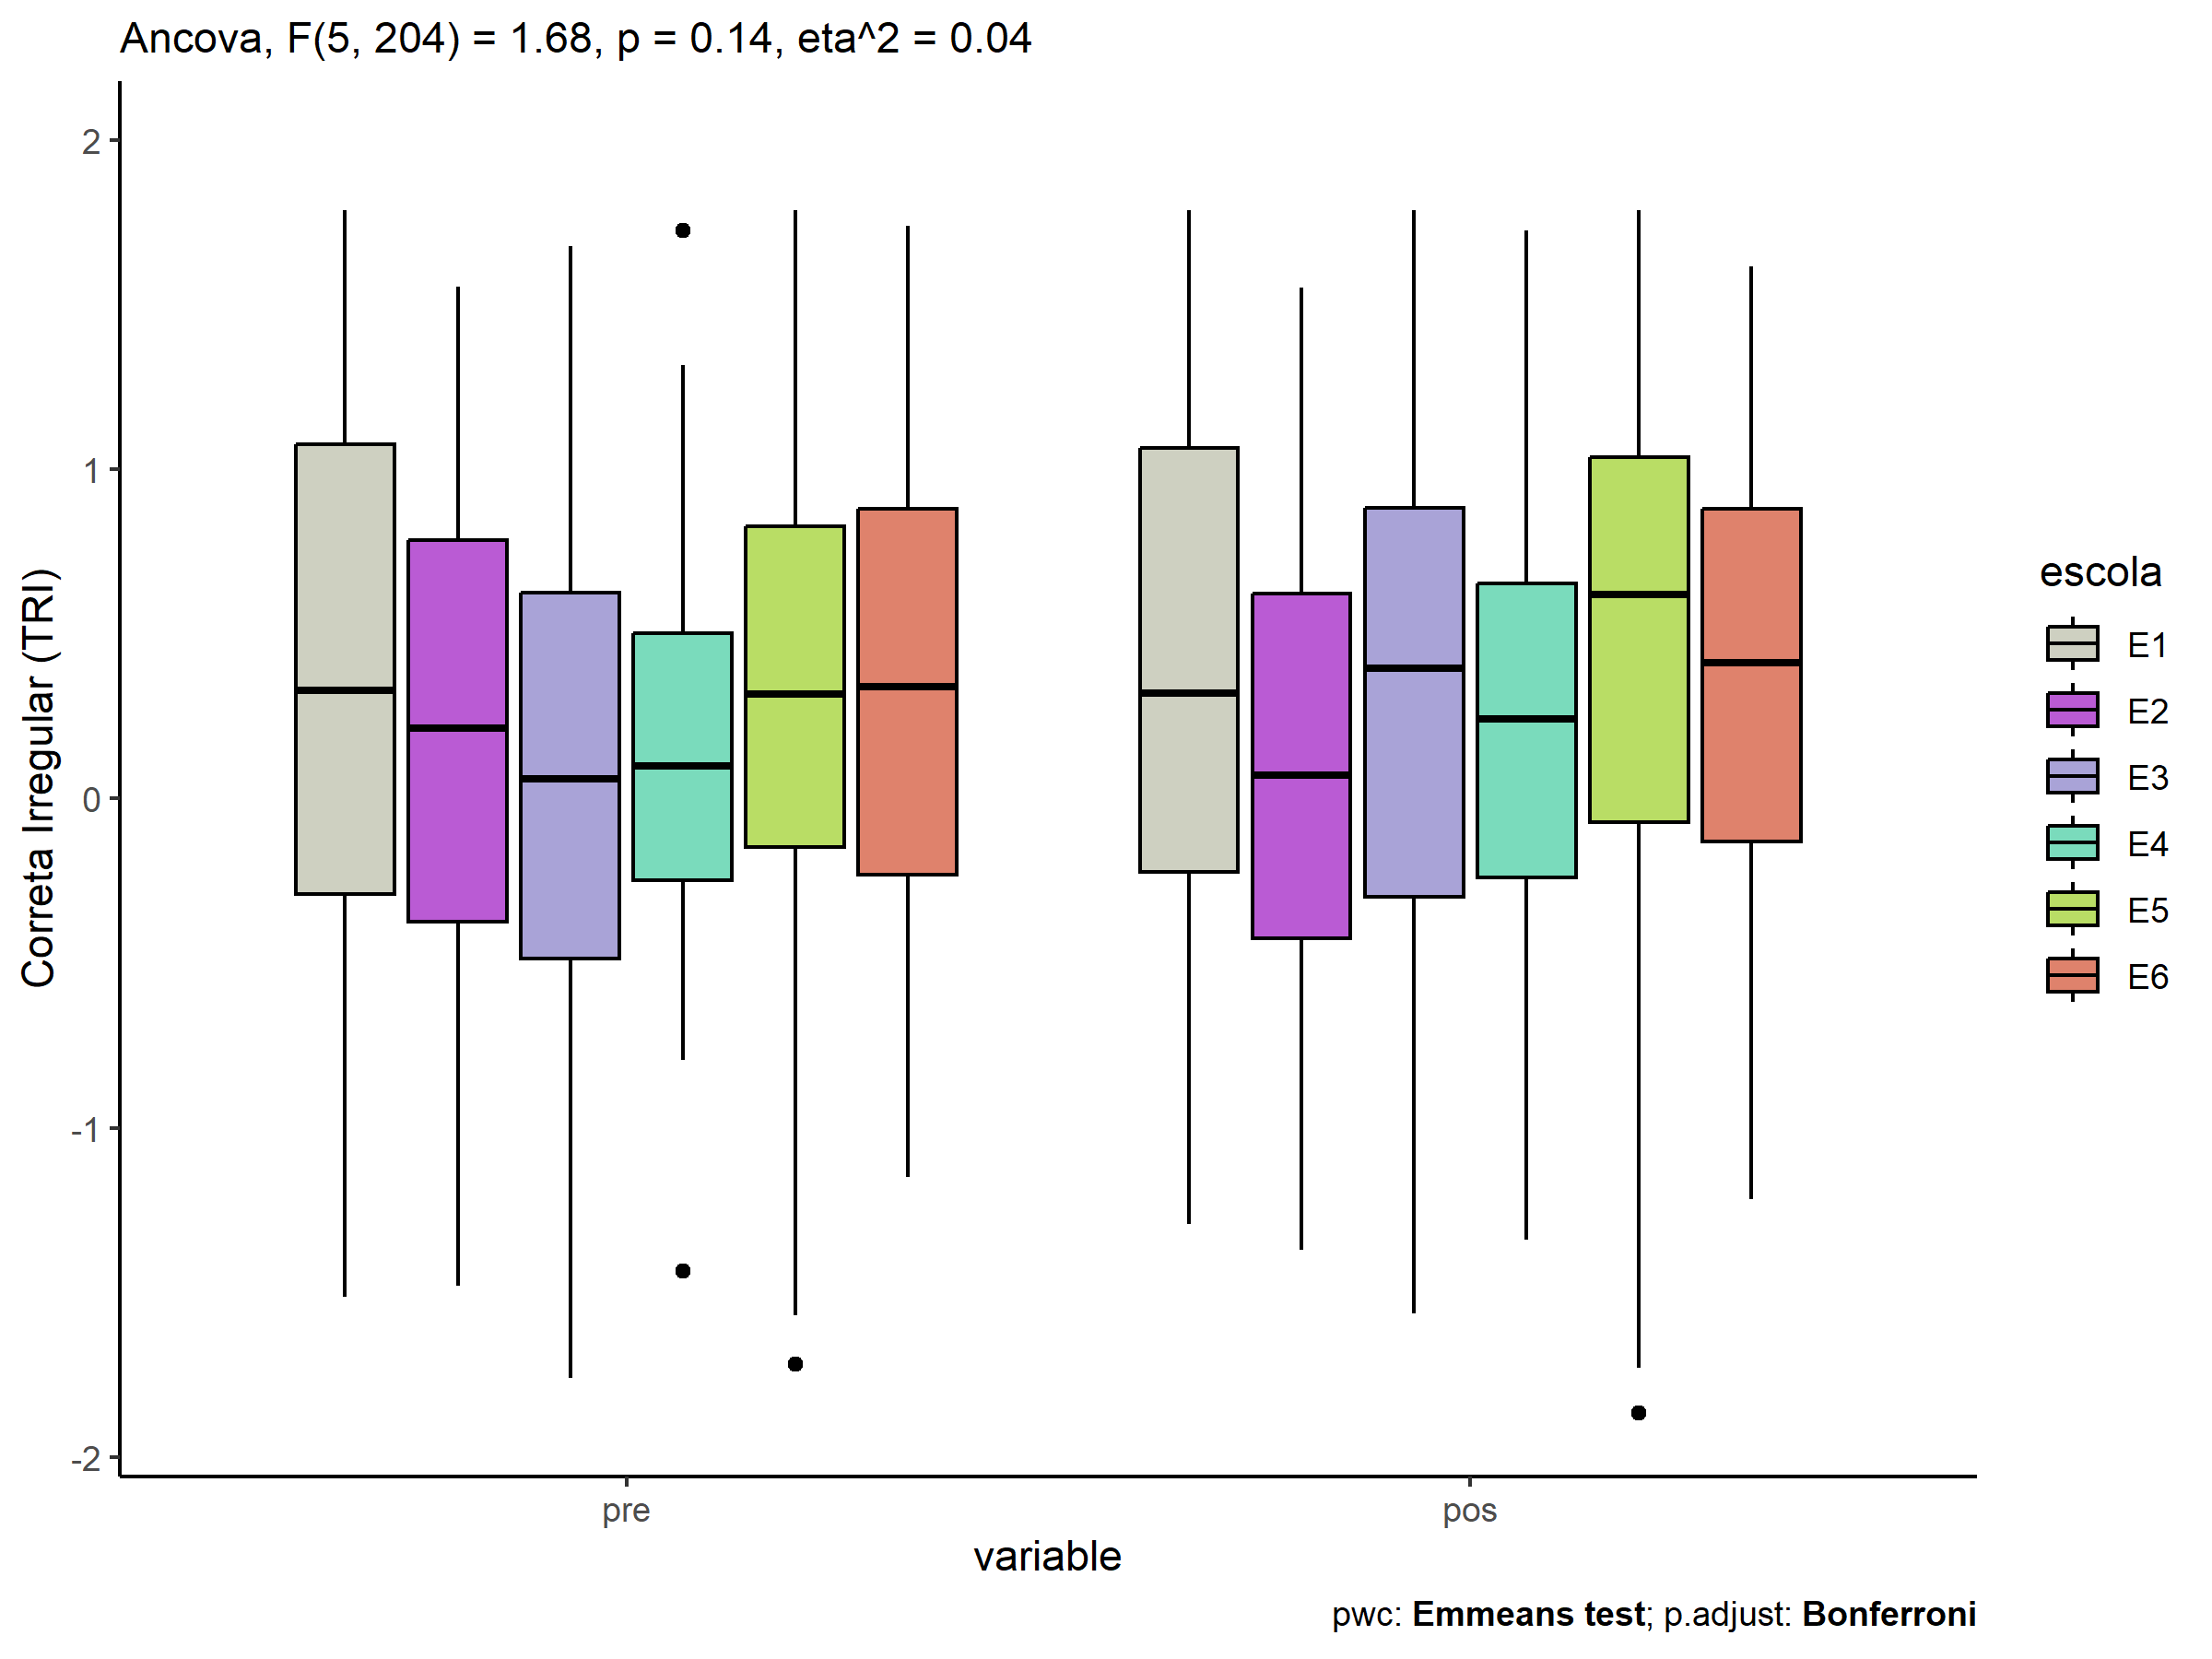 Ancova, F(5, 204) = 1.68, p = 0.14, eta^2 = 0.04
Correta Irregular (TRI)
2
1
0
-1
-2
pre
pos
variable
escola
E1
E2
E3
E4
E5
E6
pwc: Emmeans test; p.adjust: Bonferroni